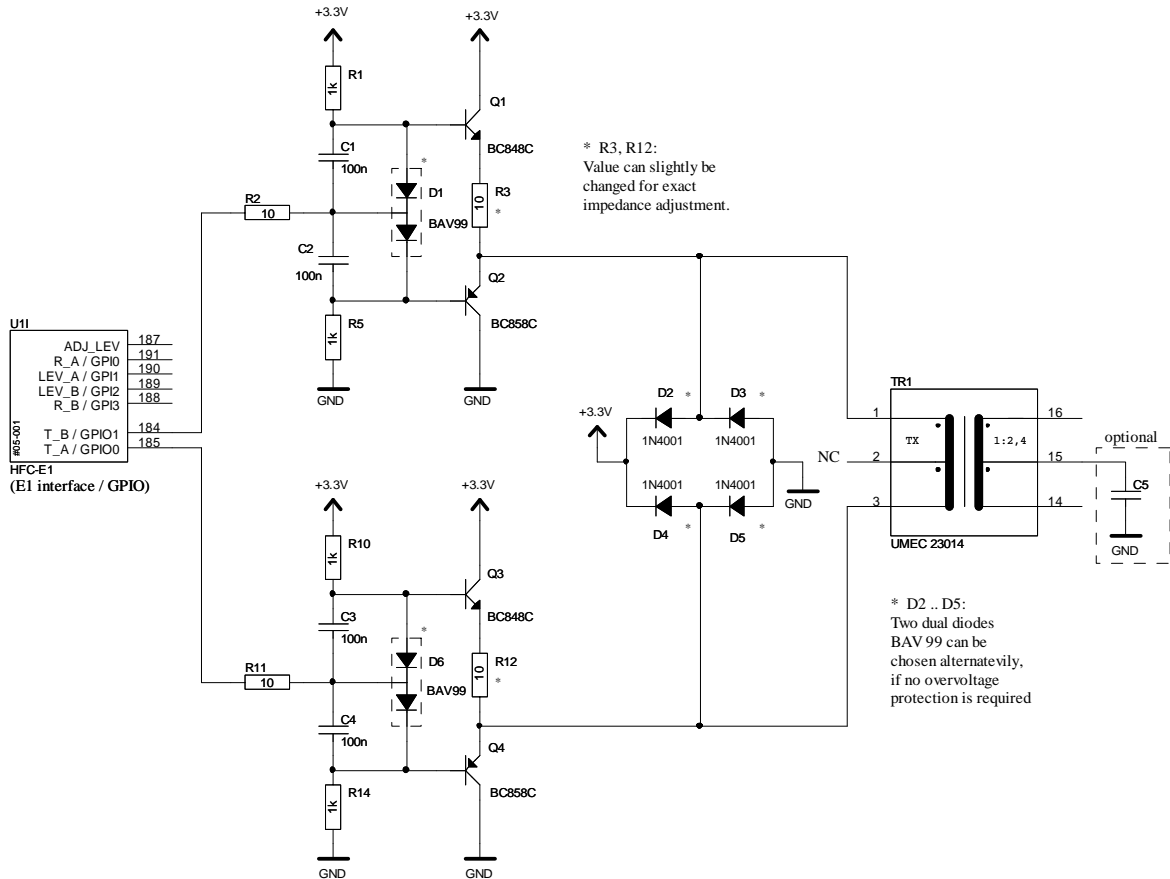 +3.3V
+3.3V
R1
1k
Q1
BC848C
C1
100n
*
D1
BAV99
R3
10
*
* R3, R12:
Value can slightly be
changed for exact
impedance adjustment.
R2
10
C2
100n
Q2
BC858C
R5
1k
GND
GND
U1I
ADJ_LEV 187
R_A / GPI0 191
LEV_A / GPI1 190
LEV_B / GPI2 189
R_B / GPI3 188
T_B / GPIO1 184
T_A / GPIO0 185
#05-001
HFC-E1
(E1 interface / GPIO)
+3.3V
D2 *
1N4001
D3 *
1N4001
1N4001
D4 *
1N4001
D5 *
GND
TR1
1
TX
NC 2
3
1:2,4
16
15
14
UMEC 23014
optional
C5
GND
* D2 .. D5:
Two dual diodes
BAV 99 can be
chosen alternatevily,
if no overvoltage
protection is required
+3.3V
+3.3V
R10
1k
Q3
BC848C
C3
100n
*
D6
BAV99
R12
10
*
R11
10
C4
100n
Q4
BC858C
R14
1k
GND
GND